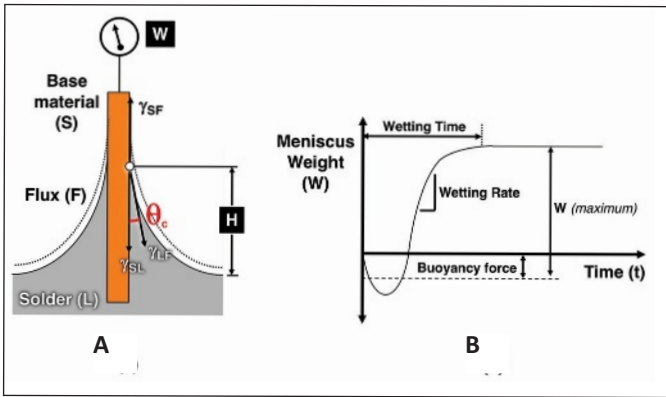 W
Base
material
(S)
γSF
Flux (F)
H
θc
γLF
γSL
Solder (L)
A
Wetting Time
Meniscus
Weight
(W)
Wetting Rate
W (maximum)
Buoyancy force
Time (t)
B